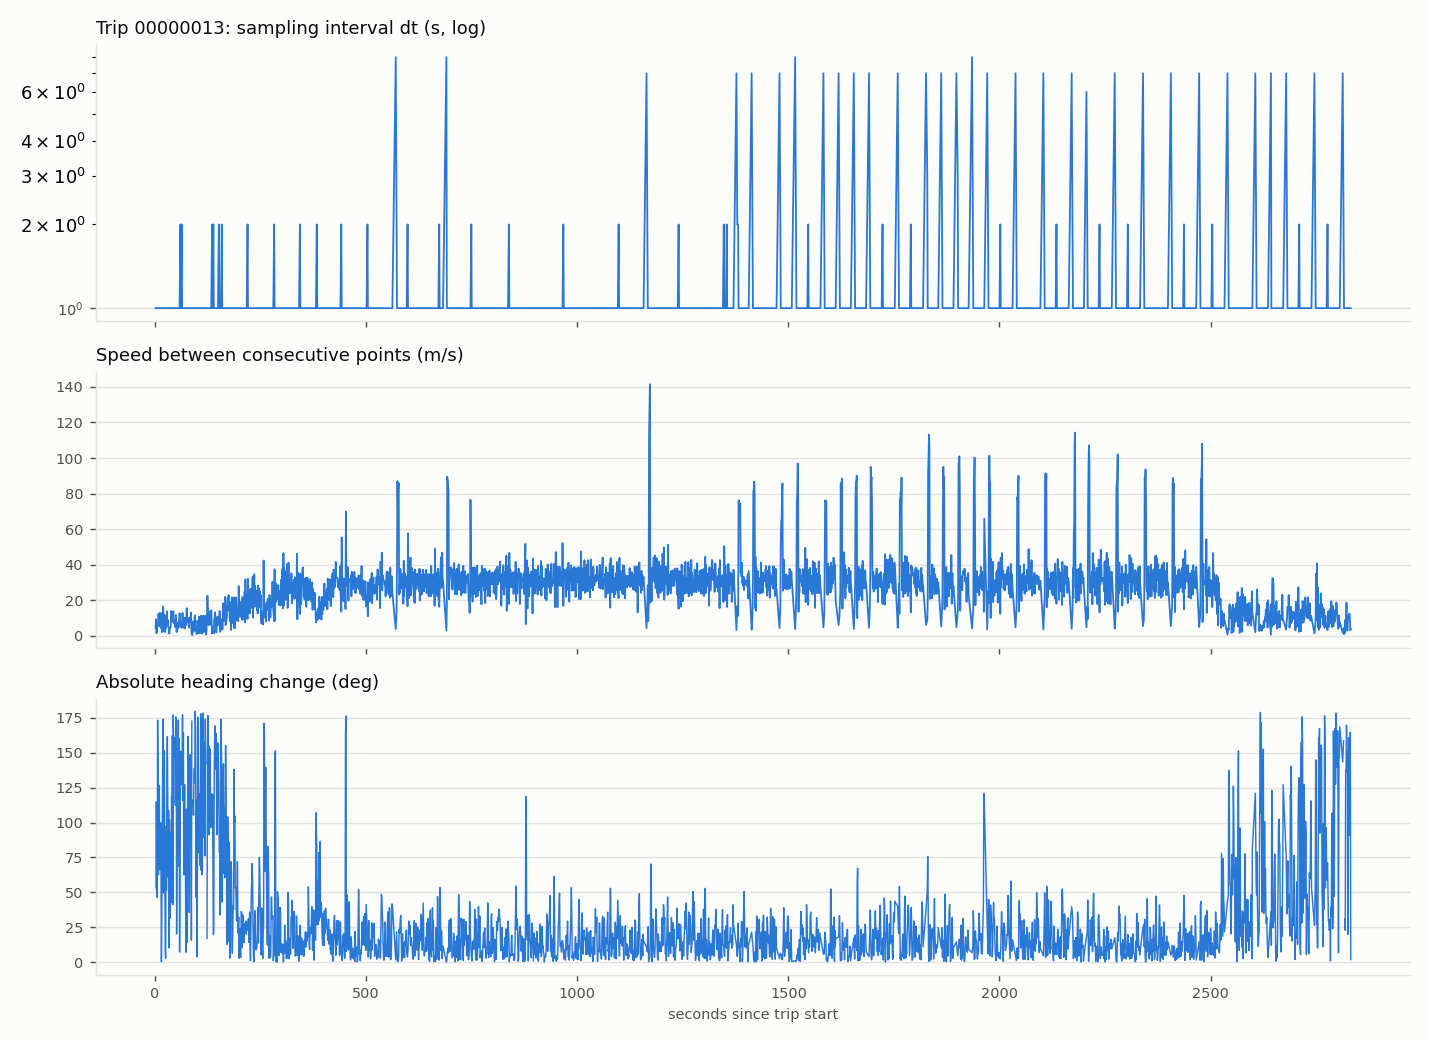 Trip 00000013: sampling interval dt (s, log)
6 × 10⁰
4 × 10⁰
3 × 10⁰
2 × 10⁰
10⁰
Speed between consecutive points (m/s)
140
120
100
80
60
40
20
0
Absolute heading change (deg)
175
150
125
100
75
50
25
0
0 500 1000 1500 2000 2500
seconds since trip start